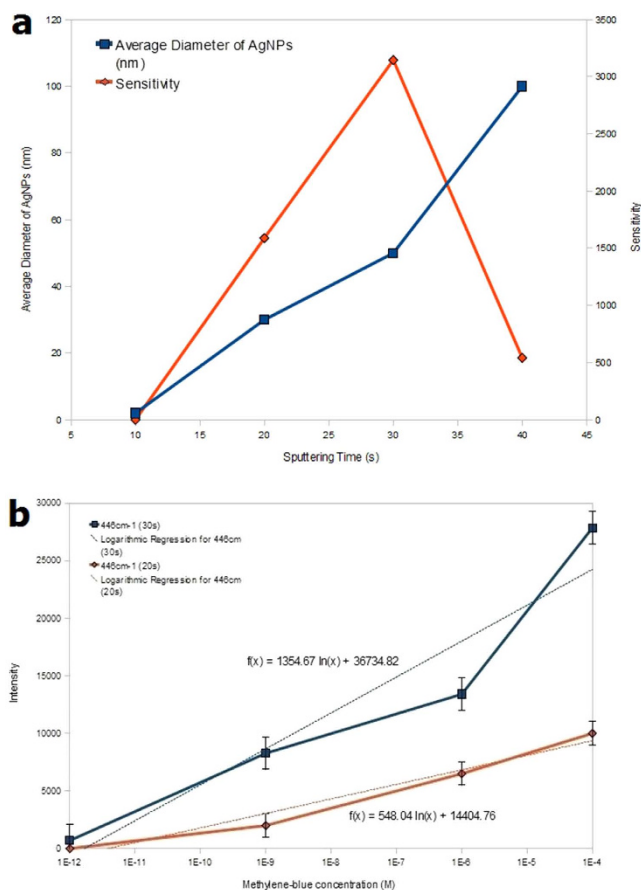 a
120
100
80
60
40
20
0
Average Diameter of AgNPs (nm)
Average Diameter of AgNPs
(nm)
Sensitivity
3500
3000
2500
2000
1500
1000
500
0
Sensitivity
5 10 15 20 25 30 35 40 45
Sputtering Time (s)
b
30000
25000
20000
15000
10000
5000
0
Intensity
446cm-1 (30s)
Logarithmic Regression for 446cm
(30s)
446cm-1 (20s)
Logarithmic Regression for 446cm
(20s)
f(x) = 1354.67 ln(x) + 36734.82
f(x) = 548.04 ln(x) + 14404.76
1E-12 1E-11 1E-10 1E-9 1E-8 1E-7 1E-6 1E-5 1E-4
Methylene-blue concentration (M)